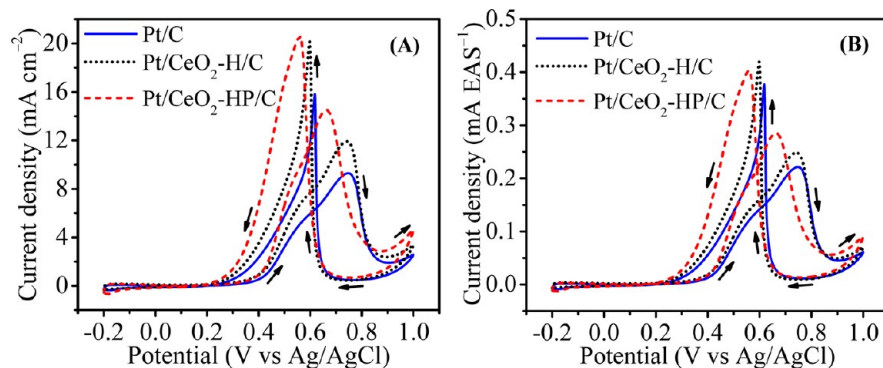 (A)
Pt/C
Pt/CeO₂-H/C
Pt/CeO₂-HP/C
Current density (mA cm⁻²)
20
16
12
8
4
0
-0.2 0.0 0.2 0.4 0.6 0.8 1.0
Potential (V vs Ag/AgCl)
(B)
Pt/C
Pt/CeO₂-H/C
Pt/CeO₂-HP/C
Current density (mA EAS⁻¹)
0.5
0.4
0.3
0.2
0.1
0.0
-0.2 0.0 0.2 0.4 0.6 0.8 1.0
Potential (V vs Ag/AgCl)